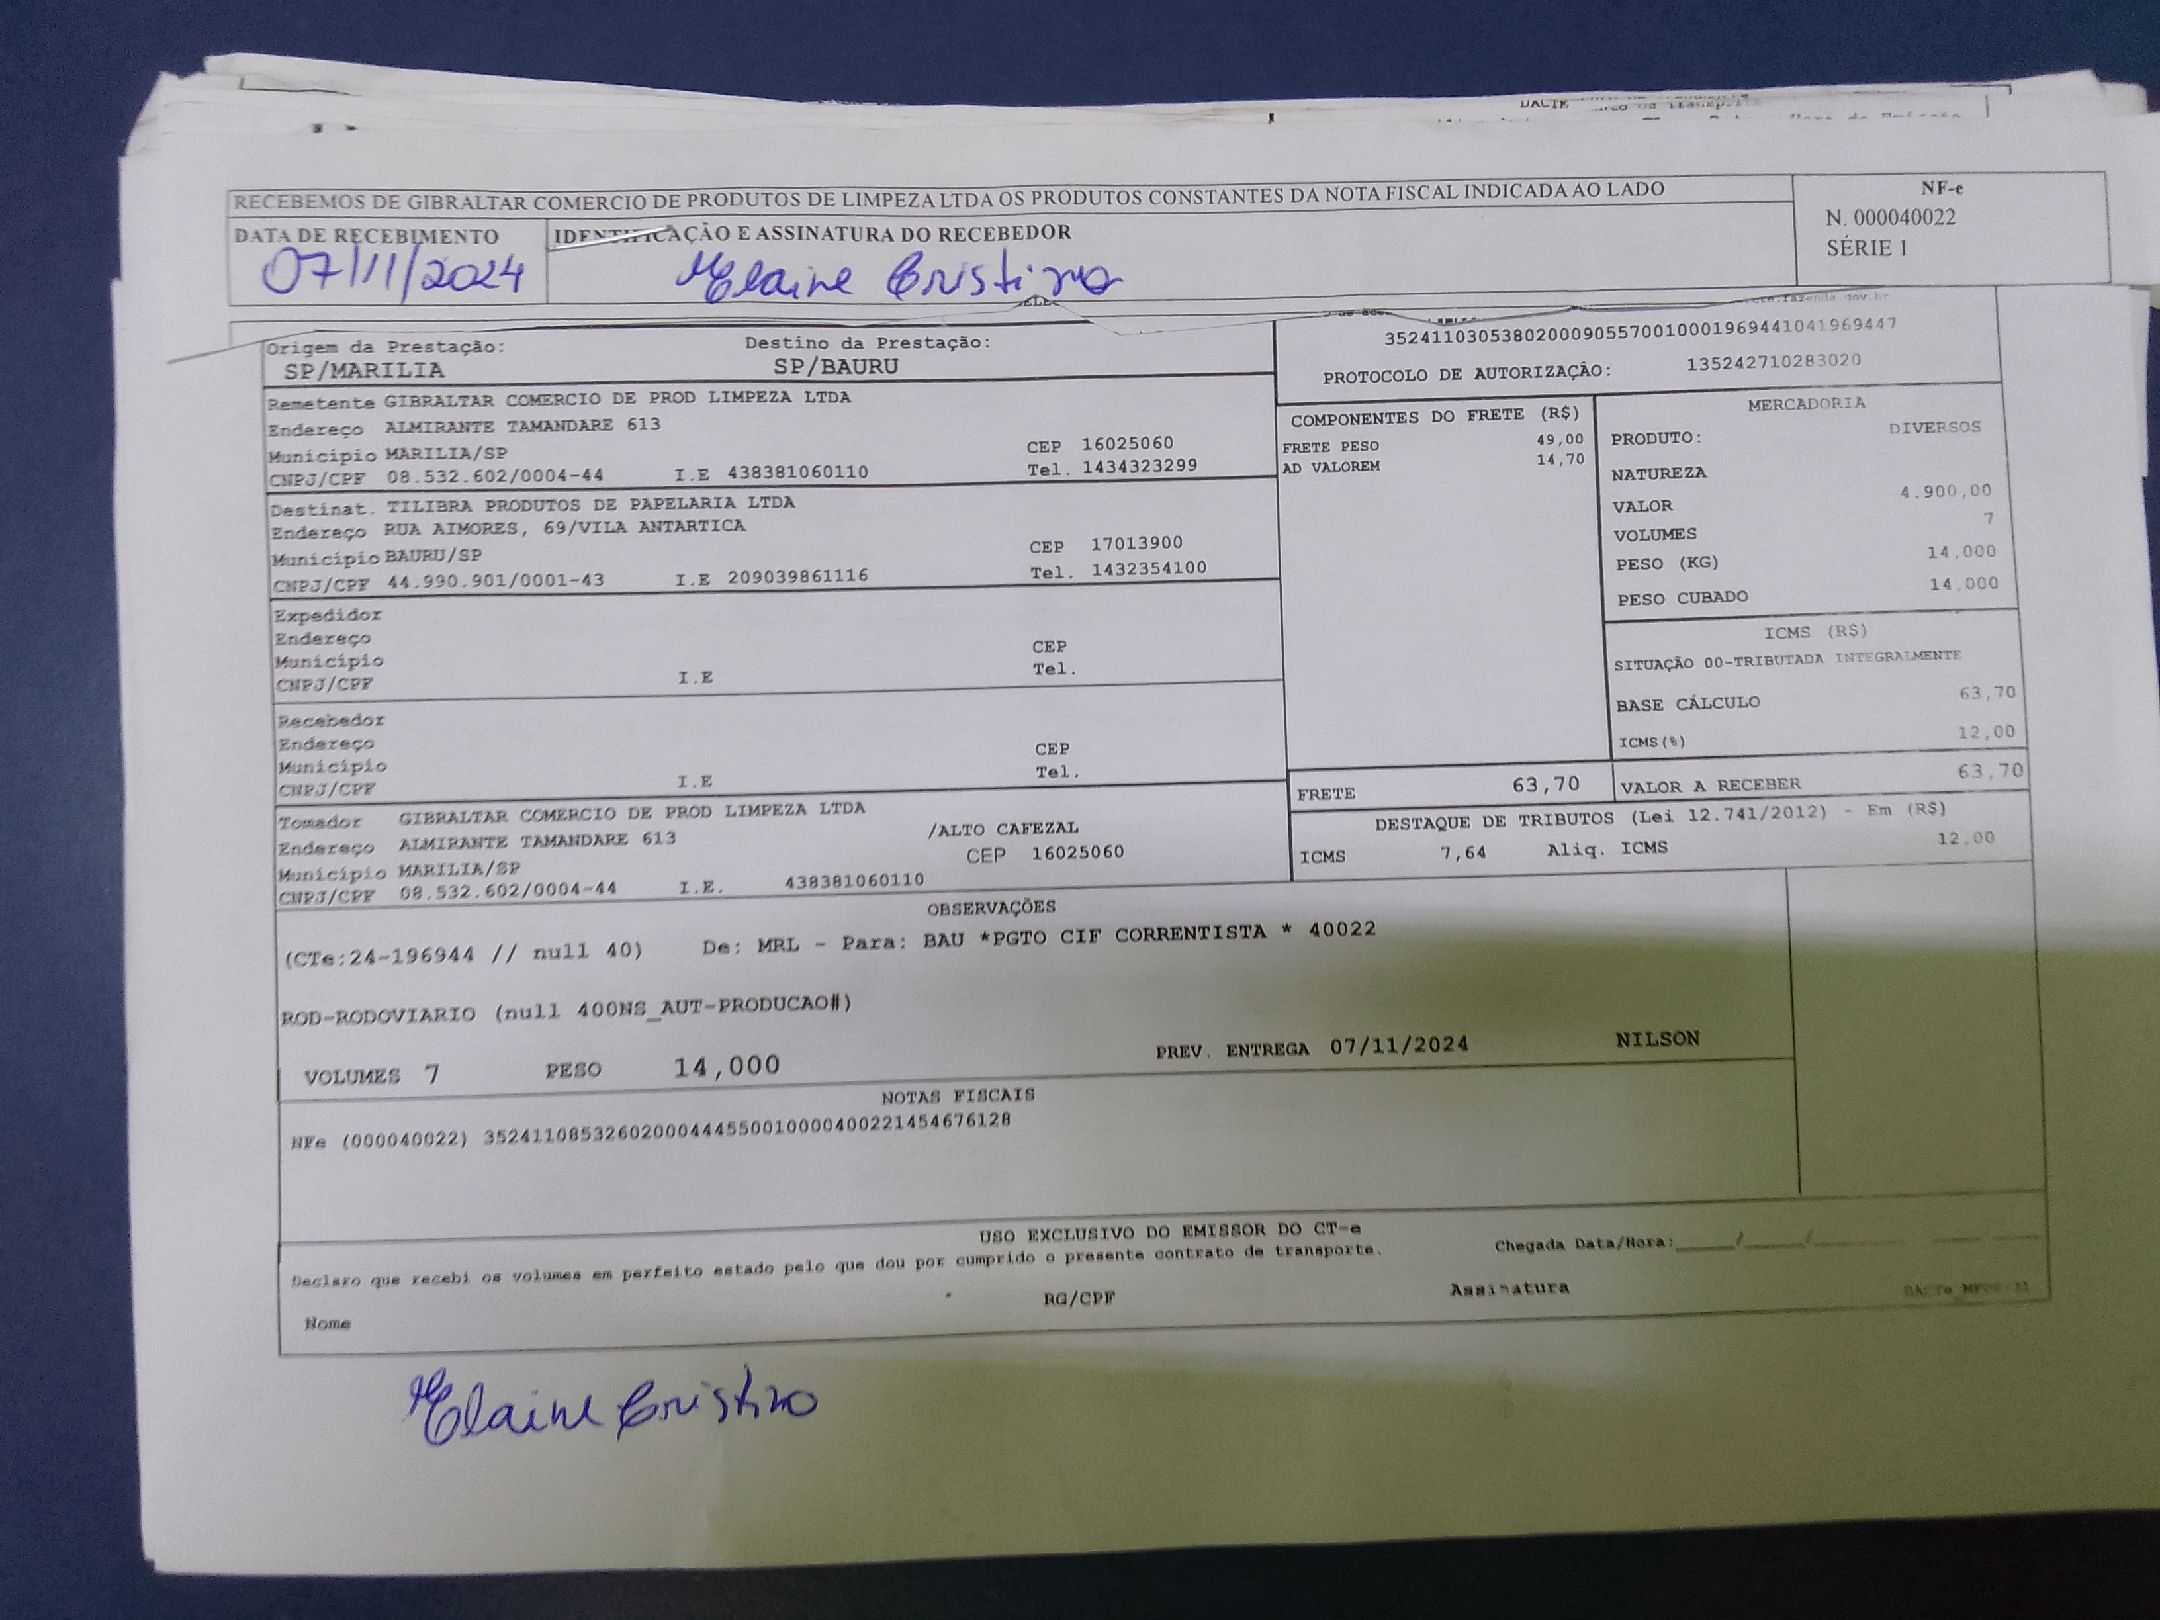 DACTE
RECEBEMOS DE GIBRALTAR COMERCIO DE PRODUTOS DE LIMPEZA LTDA OS PRODUTOS CONSTANTES DA NOTA FISCAL INDICADA AO LADO
NF-e
N. 000040022
SÉRIE 1
DATA DE RECEBIMENTO
IDENTIFICAÇÃO E ASSINATURA DO RECEBEDOR
07/11/2024
Elaine Cristina
Origem da Prestação:
SP/MARILIA
Destino da Prestação:
SP/BAURU
35241103053802000905570010001969441041969447
PROTOCOLO DE AUTORIZAÇÂO: 135242710283020
Remetente GIBRALTAR COMERCIO DE PROD LIMPEZA LTDA
Endereço ALMIRANTE TAMANDARE 613
Município MARILIA/SP CEP 16025060
CNPJ/CPF 08.532.602/0004-44 I.E 438381060110 Tel. 1434323299
Destinat. TILIBRA PRODUTOS DE PAPELARIA LTDA
Endereço RUA AIMORES, 69/VILA ANTARTICA
Município BAURU/SP CEP 17013900
CNPJ/CPF 44.990.901/0001-43 I.E 209039861116 Tel. 1432354100
Expedidor
Endereço
Município CEP
CNPJ/CPF I.E Tel.
Recebedor
Endereço
Município CEP
CNPJ/CPF I.E Tel.
Tomador GIBRALTAR COMERCIO DE PROD LIMPEZA LTDA
Endereço ALMIRANTE TAMANDARE 613 /ALTO CAFEZAL
Município MARILIA/SP CEP 16025060
CNPJ/CPF 08.532.602/0004-44 I.E. 438381060110
COMPONENTES DO FRETE (R$)
FRETE PESO 49,00
AD VALOREM 14,70
MERCADORIA
PRODUTO: DIVERSOS
NATUREZA
VALOR 4.900,00
VOLUMES 7
PESO (KG) 14,000
PESO CUBADO 14,000
ICMS (R$)
SITUAÇÃO 00-TRIBUTADA INTEGRALMENTE
BASE CÁLCULO 63,70
ICMS(%) 12,00
FRETE 63,70
VALOR A RECEBER 63,70
DESTAQUE DE TRIBUTOS (Lei 12.741/2012) - Em (R$)
ICMS 7,64 Aliq. ICMS 12,00
OBSERVAÇÕES
(CTe:24-196944 // null 40) De: MRL - Para: BAU *PGTO CIF CORRENTISTA * 40022
ROD-RODOVIARIO (null 400NS_AUT-PRODUCAO#)
VOLUMES 7 PESO 14,000 PREV. ENTREGA 07/11/2024 NILSON
NOTAS FISCAIS
NFe (000040022) 35241108532602000444550010000400221454676128
USO EXCLUSIVO DO EMISSOR DO CT-e
Declaro que recebi os volumes em perfeito estado pelo que dou por cumprido o presente contrato de transporte. Chegada Data/Hora:____/____/____
Nome RG/CPF Assinatura
Elaine Cristina